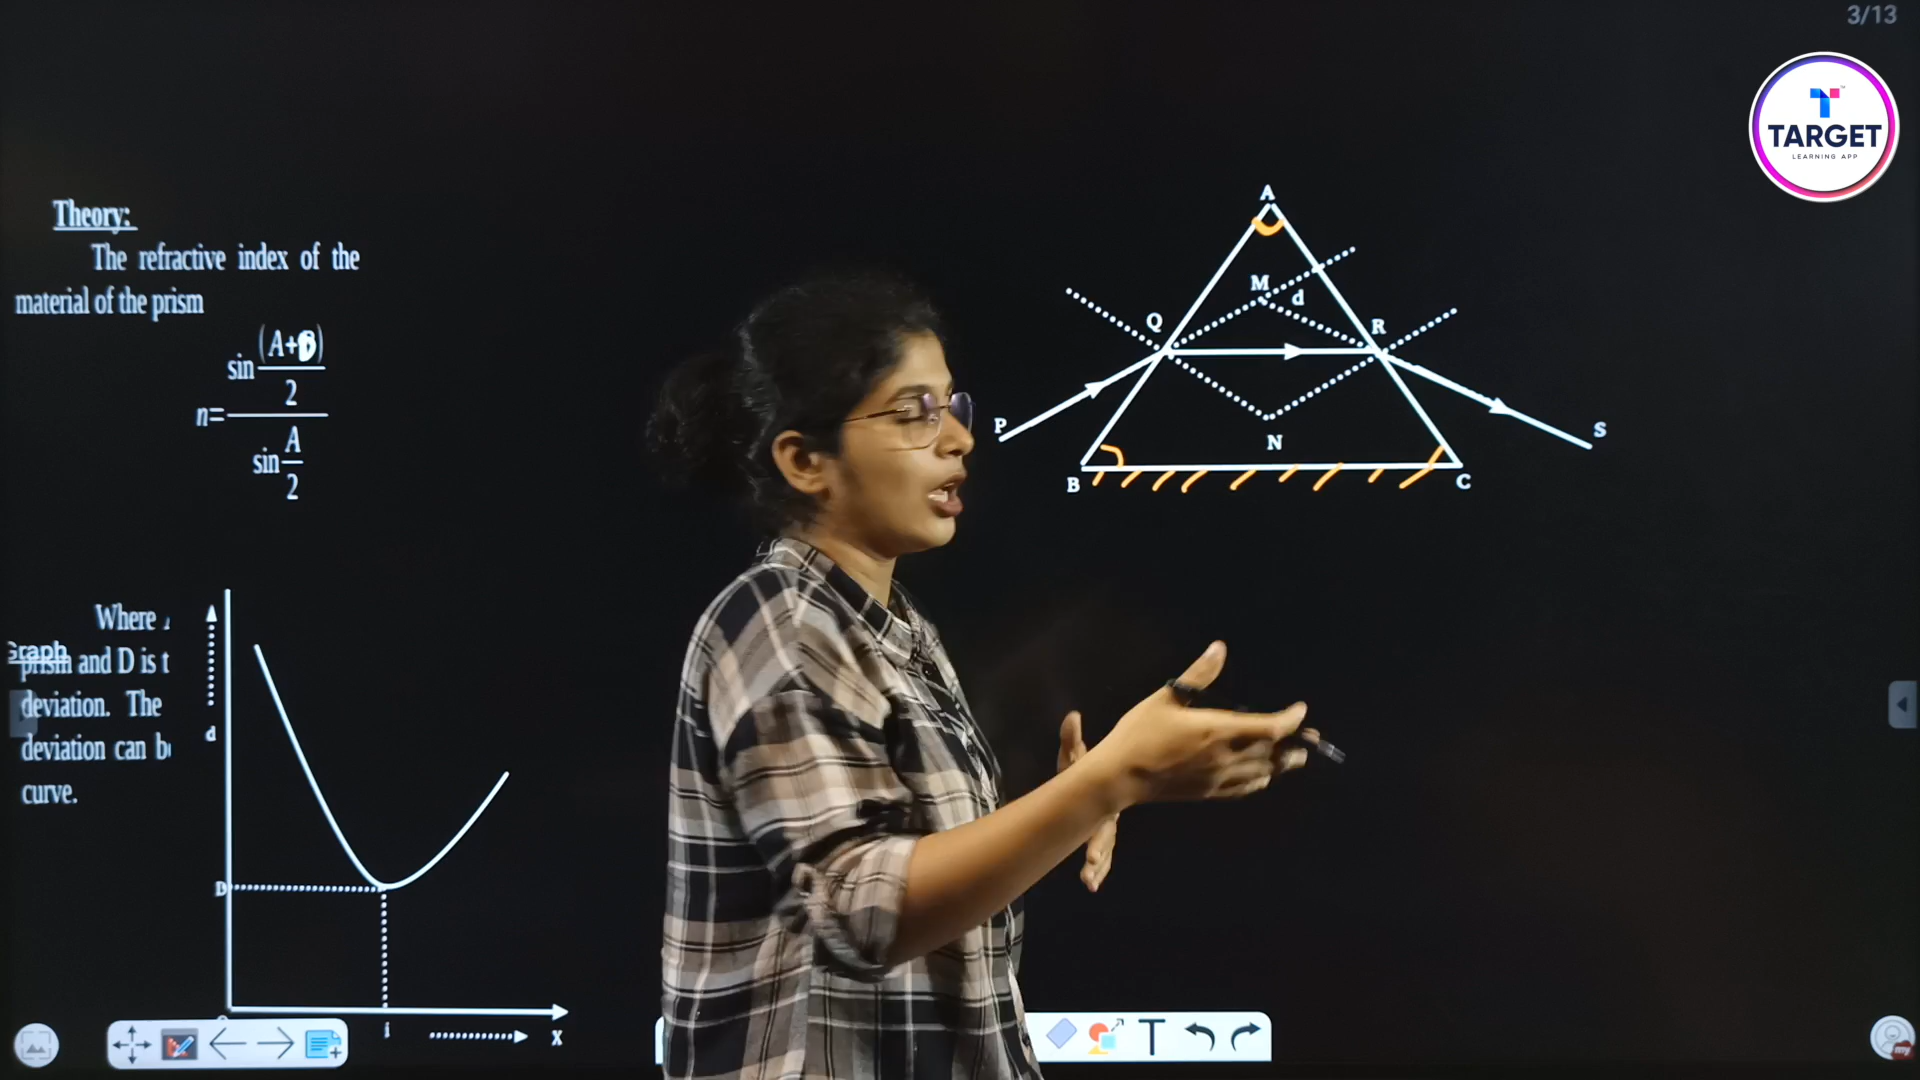 3/13
T
TARGET
LEARNING APP
Theory:
The refractive index of the
material of the prism
n= sin (A+D)/2 / sin A/2
A
M
d
Q
R
P
N
S
B
C
Where
Graph
prism and D is t
deviation. The
deviation can b
curve.
d
D
i
X
T